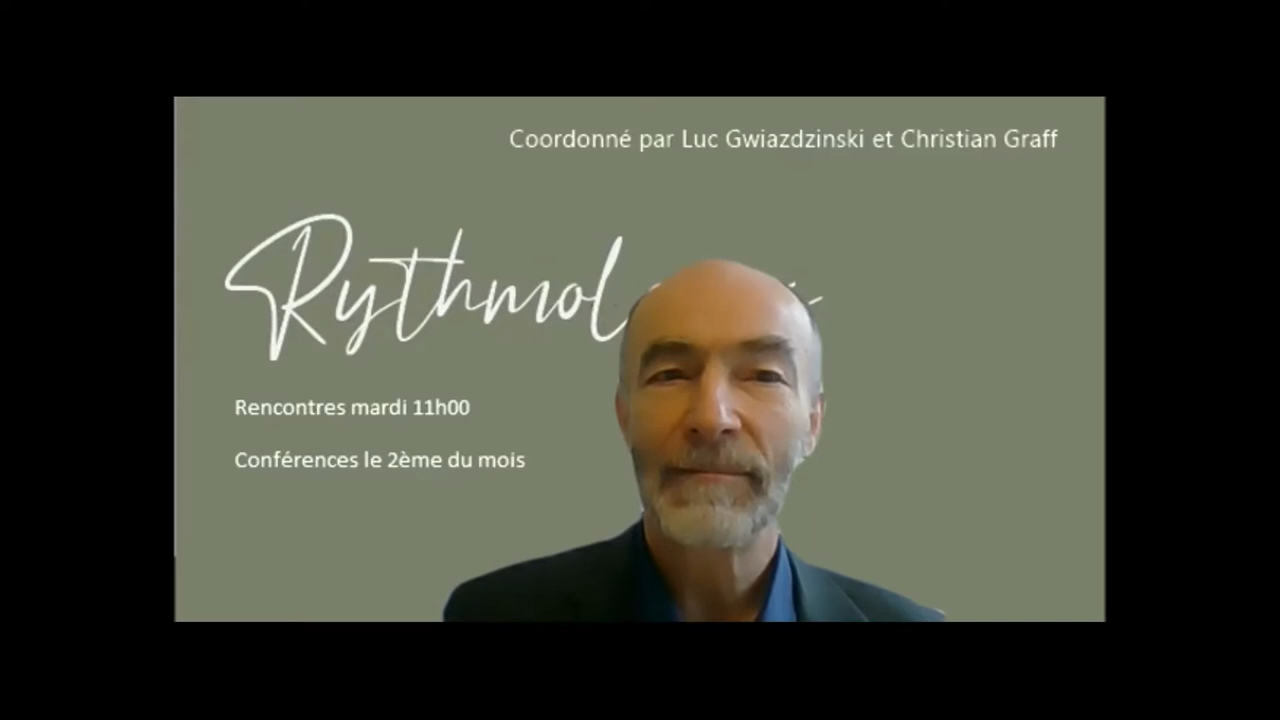 Coordonné par Luc Gwiazdzinski et Christian Graff
Rythmol
Rencontres mardi 11h00
Conférences le 2ème du mois